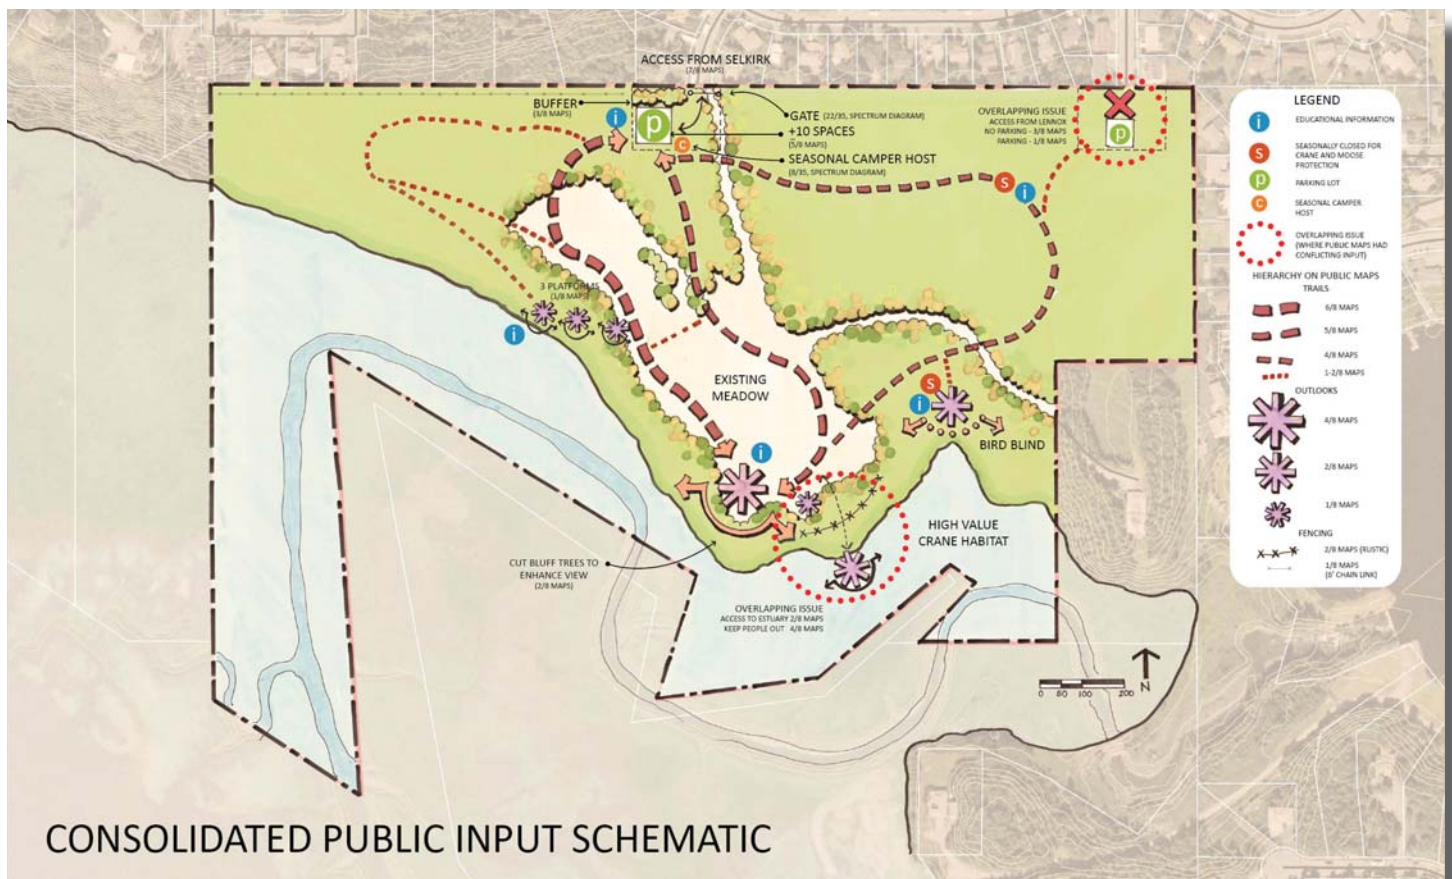 ACCESS FROM SELKIRK
(7/8 MAPS)
BUFFER
(3/8 MAPS)
i
p
c
GATE (22/35, SPECTRUM DIAGRAM)
+10 SPACES
(5/8 MAPS)
SEASONAL CAMPER HOST
(8/35, SPECTRUM DIAGRAM)
OVERLAPPING ISSUE
ACCESS FROM LENNOX
NO PARKING - 3/8 MAPS
PARKING - 1/8 MAPS
p
s
i
3 PLATFORMS
(1/8 MAPS)
i
EXISTING
MEADOW
s
i
BIRD BLIND
i
HIGH VALUE
CRANE HABITAT
CUT BLUFF TREES TO
ENHANCE VIEW
(2/8 MAPS)
OVERLAPPING ISSUE
ACCESS TO ESTUARY 2/8 MAPS
KEEP PEOPLE OUT 4/8 MAPS
0 50 100 200
N
LEGEND
i EDUCATIONAL INFORMATION
s SEASONALLY CLOSED FOR
CRANE AND MOOSE
PROTECTION
p PARKING LOT
c SEASONAL CAMPER
HOST
OVERLAPPING ISSUE
(WHERE PUBLIC MAPS HAD
CONFLICTING INPUT)
HIERARCHY ON PUBLIC MAPS
TRAILS
6/8 MAPS
5/8 MAPS
4/8 MAPS
1-2/8 MAPS
OUTLOOKS
4/8 MAPS
2/8 MAPS
1/8 MAPS
FENCING
2/8 MAPS (RUSTIC)
1/8 MAPS
(6' CHAIN LINK)
CONSOLIDATED PUBLIC INPUT SCHEMATIC